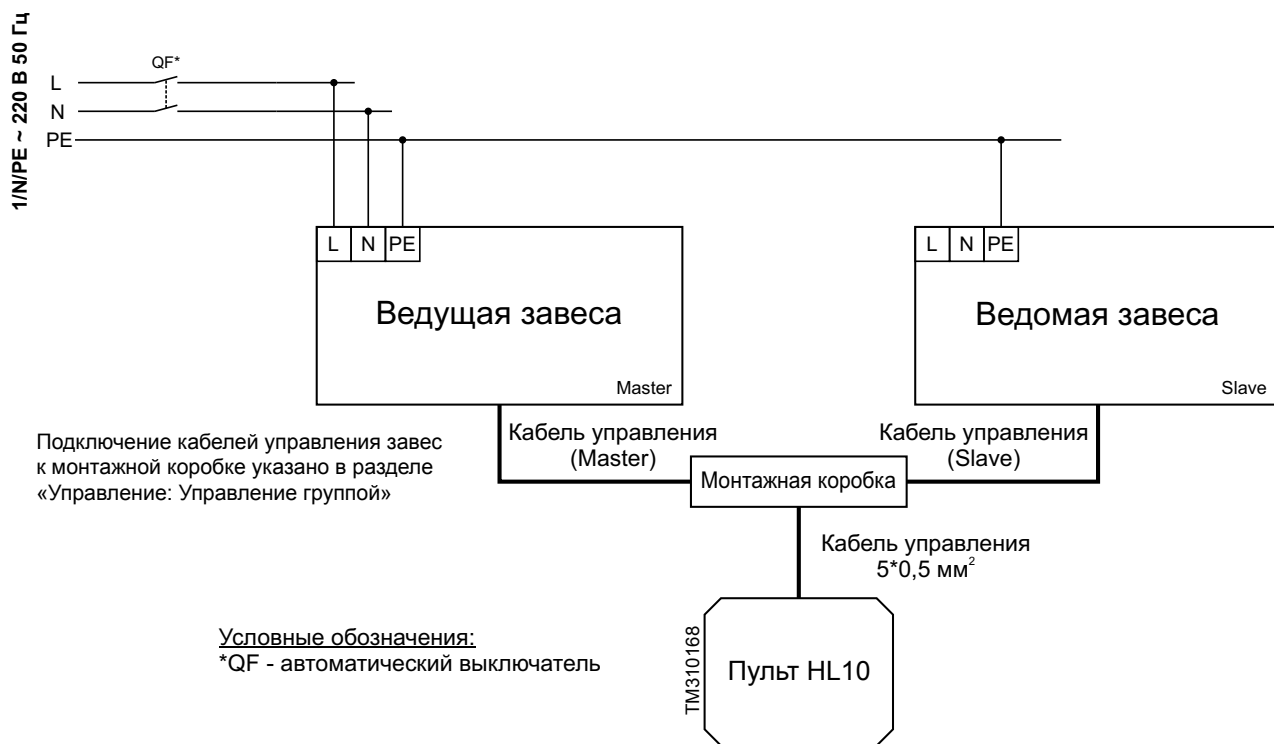 1/N/PE ~ 220 В 50 Гц
QF*
L
N
PE
L N PE
L N PE
Ведущая завеса
Ведомая завеса
Master
Slave
Подключение кабелей управления завес
к монтажной коробке указано в разделе
«Управление: Управление группой»
Кабель управления
(Master)
Кабель управления
(Slave)
Монтажная коробка
Кабель управления
5*0,5 мм²
Условные обозначения:
*QF - автоматический выключатель
TM310168
Пульт HL10